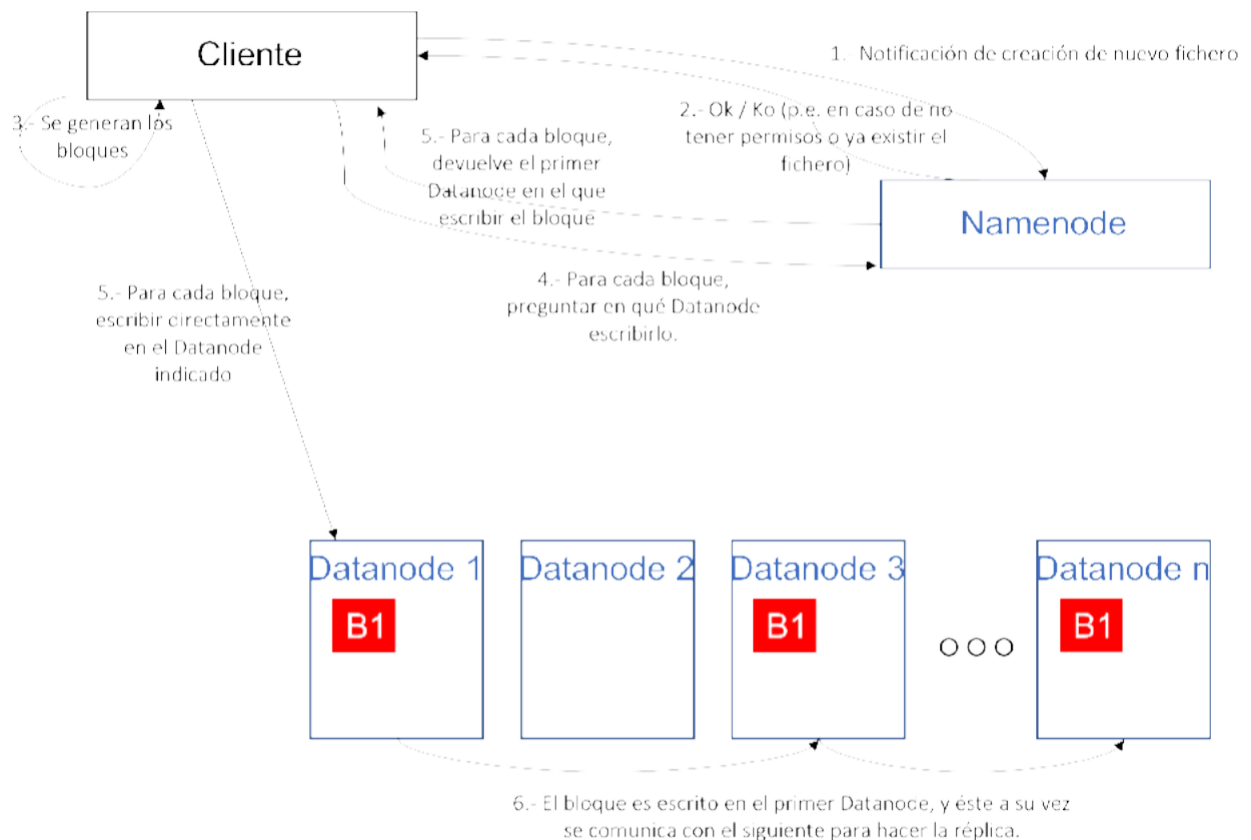 Cliente
1.- Notificación de creación de nuevo fichero
2.- Ok / Ko (p.e. en caso de no
tener permisos o ya existir el
fichero)
3.- Se generan los
bloques
5.- Para cada bloque,
devuelve el primer
Datanode en el que
escribir el bloque
Namenode
4.- Para cada bloque,
preguntar en qué Datanode
escribirlo.
5.- Para cada bloque,
escribir directamente
en el Datanode
indicado
Datanode 1
Datanode 2
Datanode 3
Datanode n
B1
B1
B1
6.- El bloque es escrito en el primer Datanode, y éste a su vez
se comunica con el siguiente para hacer la réplica.